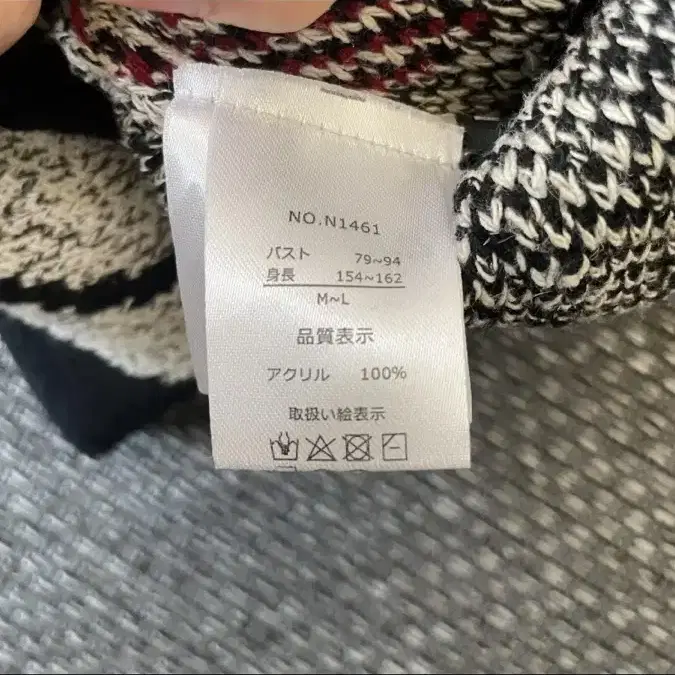 NO.N1461
バスト 79~94
身長 154~162
M~L
品質表示
アクリル 100%
取扱い絵表示